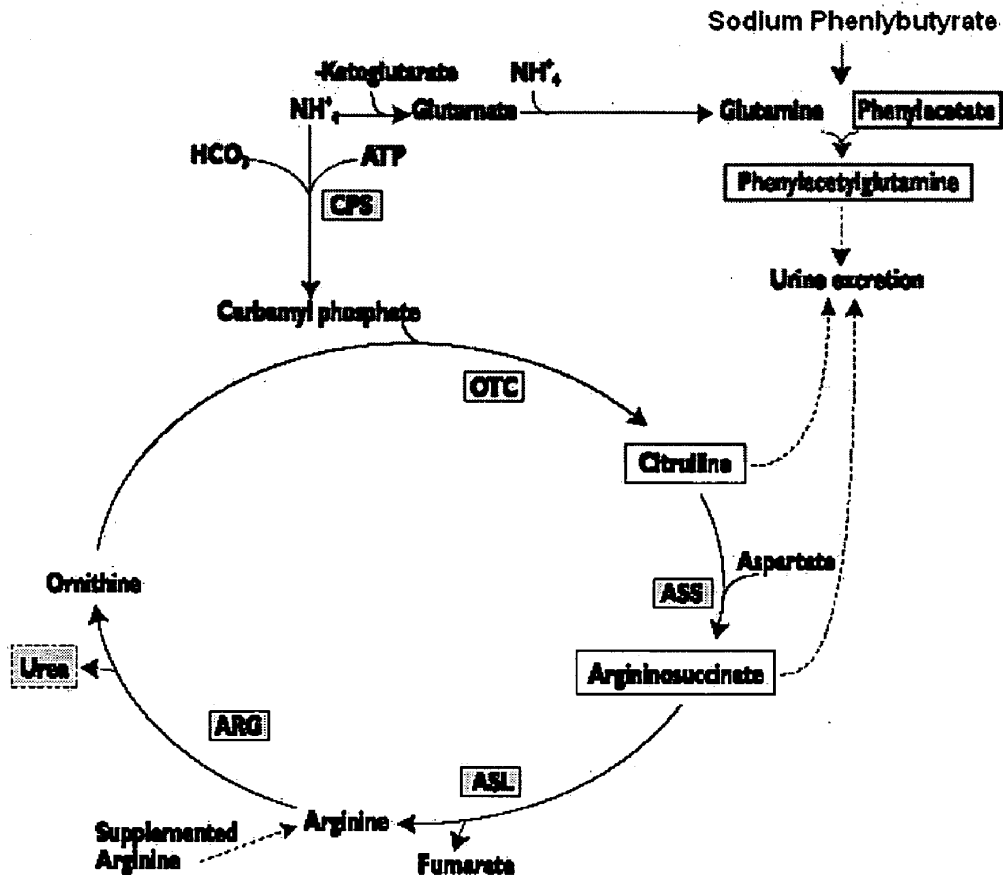 Sodium Phenlybutyrate
-Ketoglutarate
NH⁺₄
NH⁺₄
Glutamate
Glutamine
Phenylacetate
HCO₃
ATP
Phenylacetylglutamine
CPS
Urine excretion
Carbamyl phosphate
OTC
Citrulline
Aspartate
Ornithine
ASS
Urea
Argininosuccinate
ARG
ASL
Arginine
Supplemented
Arginine
Fumarate